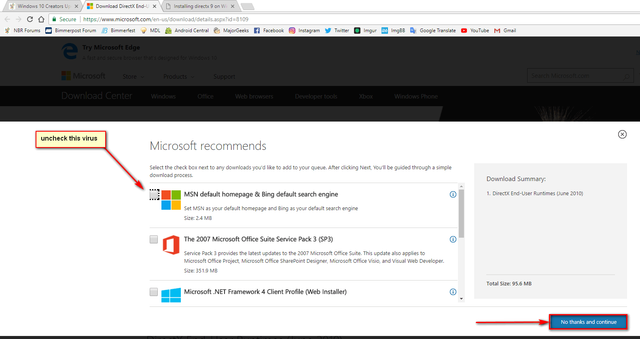 Windows 10 Creators U
Download DirectX End-U
Installing directx 9 on W
Secure
https://www.microsoft.com/en-us/download/details.aspx?id=8109
NBR Forums
Bimmerpost Forum
Bimmerfest
MDL
Android Central
MajorGeeks
Facebook
Instagram
Twitter
Imgur
ImgBB
Google Translate
YouTube
Gmail
Try Microsoft Edge
Microsoft
Store
Products
Support
Download Center
Windows
Office
Web browsers
Developer tools
Xbox
Windows Phone
uncheck this virus
Microsoft recommends
Select the check box next to any downloads you'd like to add to your queue. After clicking Next, You'll be guided through a simple
download process.
MSN default homepage & Bing default search engine
Set MSN as your default homepage and Bing as your default search engine
Size: 2.4 MB
The 2007 Microsoft Office Suite Service Pack 3 (SP3)
Service Pack 3 provides the latest updates to the 2007 Microsoft Office Suite. This update also applies to
Microsoft Office Project, Microsoft Office SharePoint Designer, Microsoft Office Visio, and Visual Web Developer.
Size: 351.9 MB
Microsoft .NET Framework 4 Client Profile (Web Installer)
Download Summary:
1. DirectX End-User Runtimes (June 2010)
Total Size: 95.6 MB
No thanks and continue